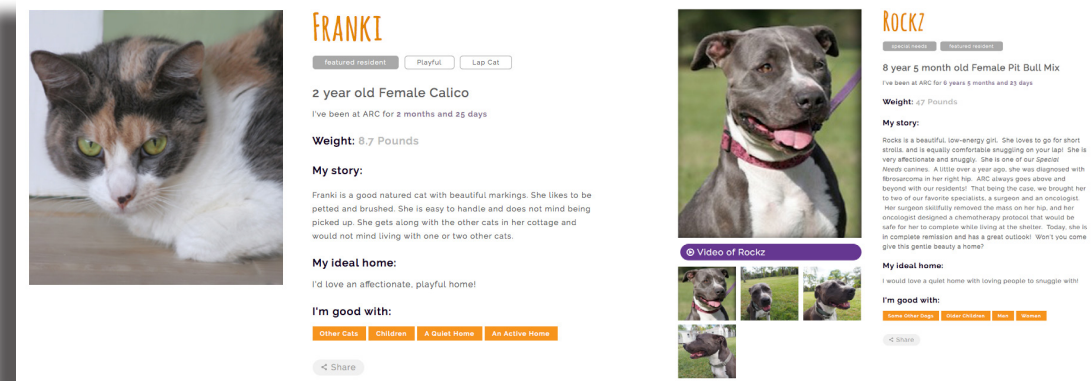 FRANKI
featured resident
Playful
Lap Cat
2 year old Female Calico
I've been at ARC for 2 months and 25 days
Weight: 8.7 Pounds
My story:
Franki is a good natured cat with beautiful markings. She likes to be
petted and brushed. She is easy to handle and does not mind being
picked up. She gets along with the other cats in her cottage and
would not mind living with one or two other cats.
My ideal home:
I'd love an affectionate, playful home!
I'm good with:
Other Cats
Children
A Quiet Home
An Active Home
Share
Video of Rockz
ROCKZ
special needs
featured resident
8 year 5 month old Female Pit Bull Mix
I've been at ARC for 6 years 5 months and 23 days
Weight: 47 Pounds
My story:
Rocks is a beautiful, low-energy girl. She loves to go for short
strolls, and is equally comfortable snuggling on your lap! She is
very affectionate and snuggly. She is one of our Special
Needs canines. A little over a year ago, she was diagnosed with
fibrosarcoma in her right hip. ARC always goes above and
beyond with our residents! That being the case, we brought her
to two of our favorite specialists, a surgeon and an oncologist.
Her surgeon skillfully removed the mass on her hip, and her
oncologist designed a chemotherapy protocol that would be
safe for her to complete while living at the shelter. Today, she is
in complete remission and has a great outlook! Won't you come
give this gentle beauty a home?
My ideal home:
I would love a quiet home with loving people to snuggle with!
I'm good with:
Some Other Dogs
Older Children
Men
Women
Share